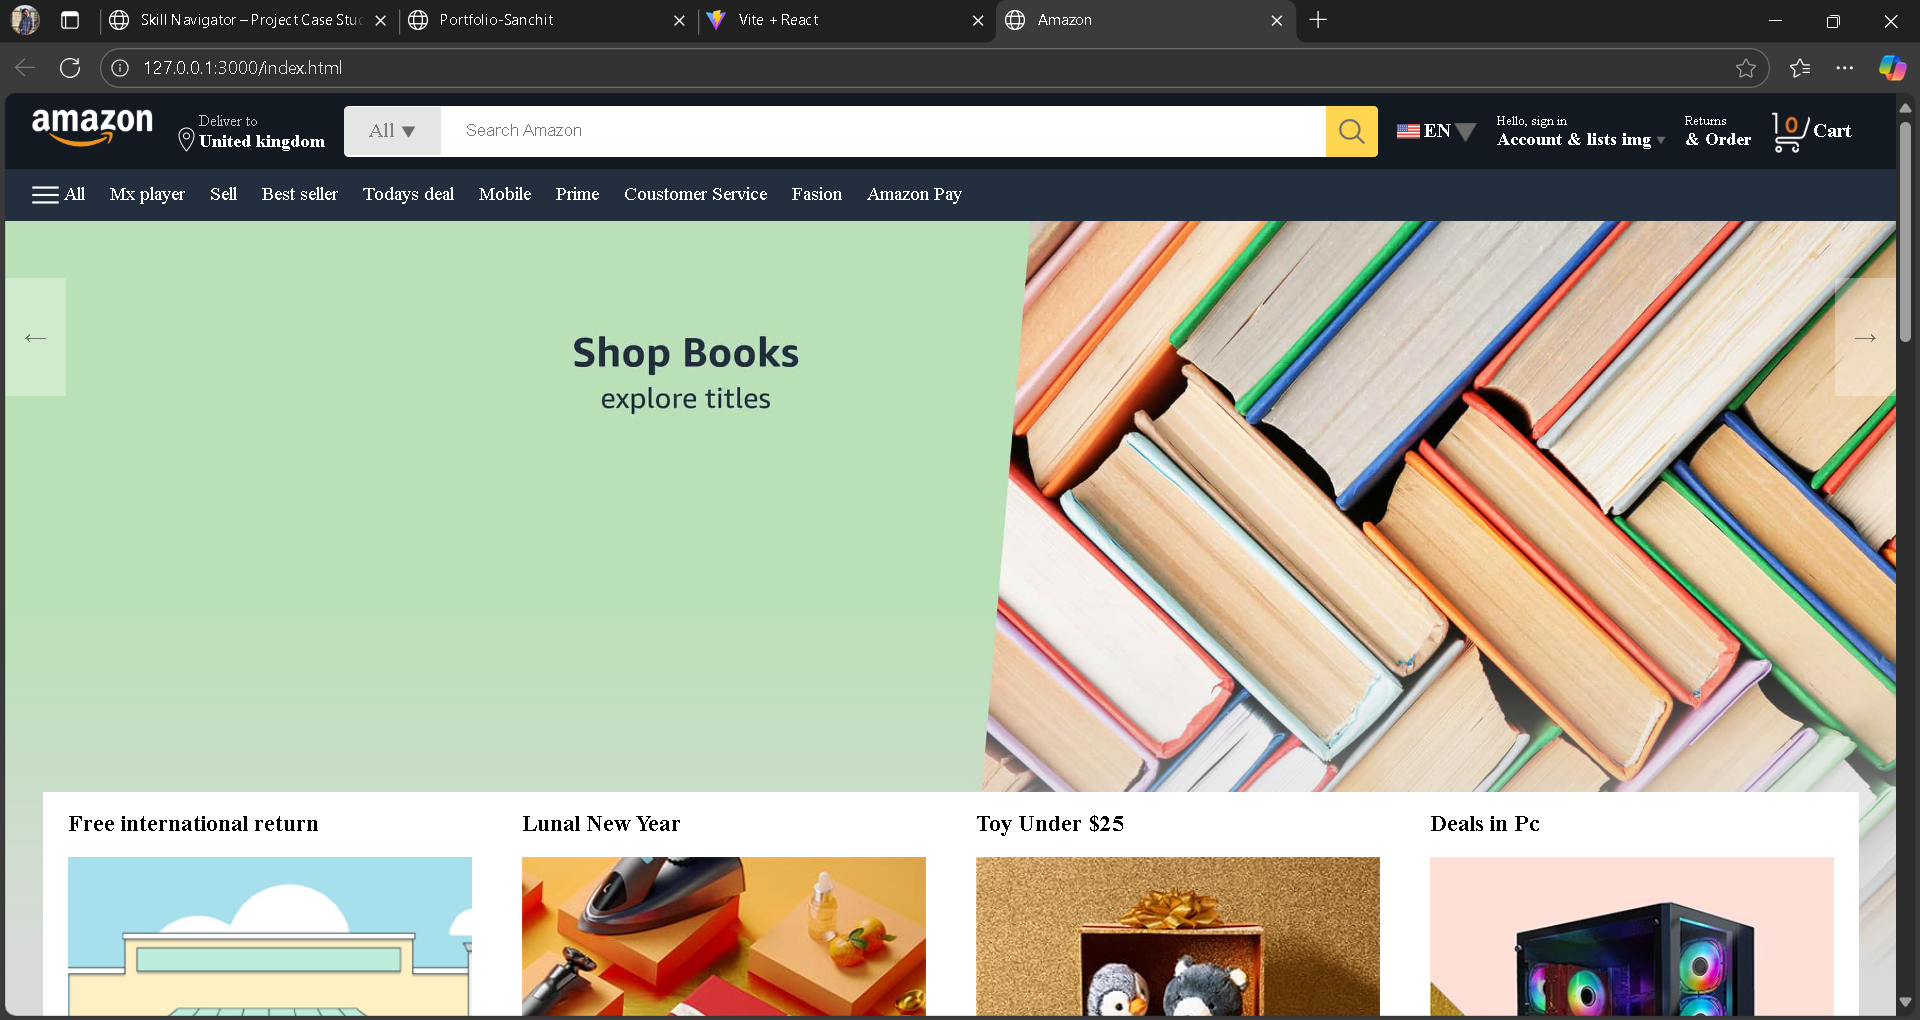 Skill Navigator – Project Case Stud
Portfolio-Sanchit
Vite + React
Amazon
127.0.0.1:3000/index.html
amazon
Deliver to
United kingdom
All ▼
Search Amazon
EN
Hello, sign in
Account & lists img
Returns
& Order
0
Cart
All
Mx player
Sell
Best seller
Todays deal
Mobile
Prime
Coustomer Service
Fasion
Amazon Pay
←
Shop Books
explore titles
→
Free international return
Lunal New Year
Toy Under $25
Deals in Pc